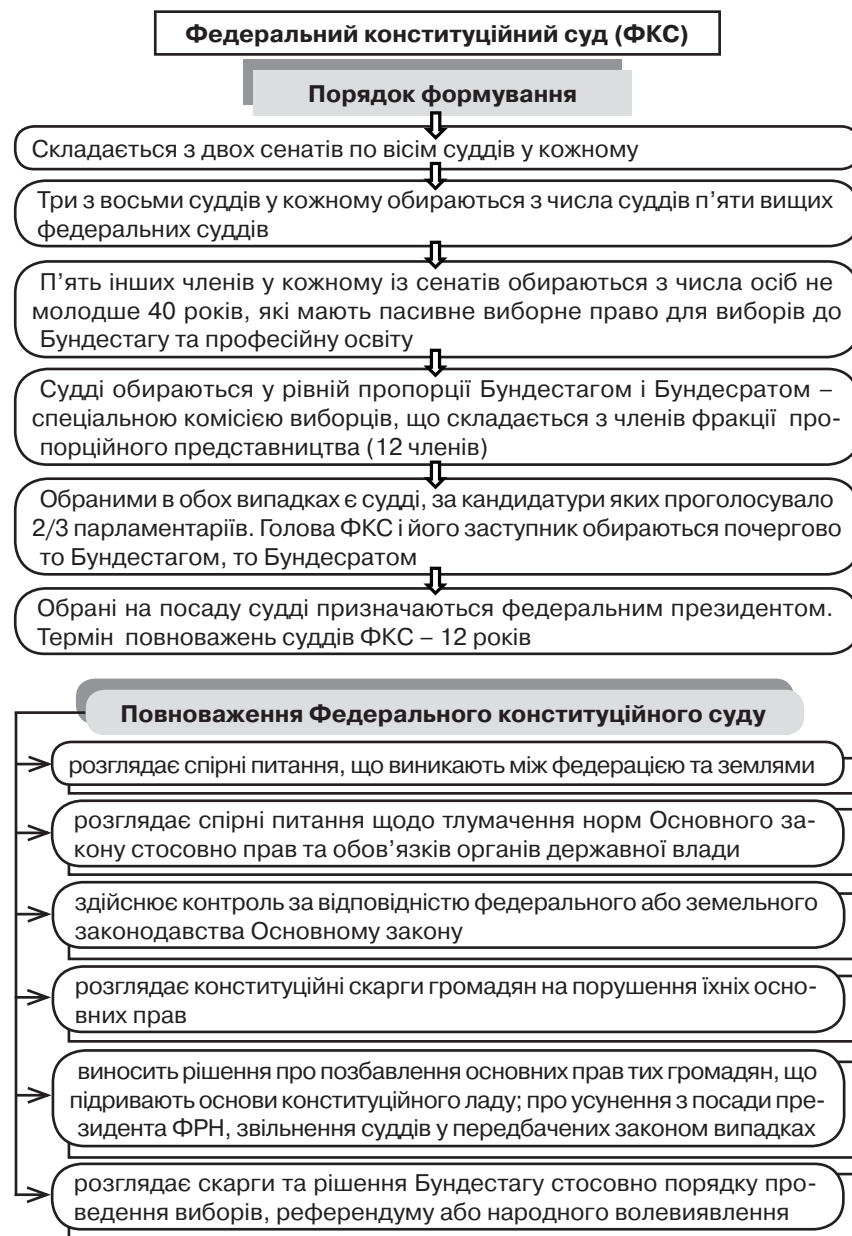 Федеральний конституційний суд (ФКС)
Порядок формування
Складається з двох сенатів по вісім суддів у кожному
Три з восьми суддів у кожному обираються з числа суддів п’яти вищих
федеральних суддів
П’ять інших членів у кожному із сенатів обираються з числа осіб не
молодше 40 років, які мають пасивне виборне право для виборів до
Бундестагу та професійну освіту
Судді обираються у рівній пропорції Бундестагом і Бундесратом –
спеціальною комісією виборців, що складається з членів фракції про-
порційного представництва (12 членів)
Обраними в обох випадках є судді, за кандидатури яких проголосувало
2/3 парламентаріїв. Голова ФКС і його заступник обираються почергово
то Бундестагом, то Бундесратом
Обрані на посаду судді призначаються федеральним президентом.
Термін повноважень суддів ФКС – 12 років
Повноваження Федерального конституційного суду
розглядає спірні питання, що виникають між федерацією та землями
розглядає спірні питання щодо тлумачення норм Основного за-
кону стосовно прав та обов’язків органів державної влади
здійснює контроль за відповідністю федерального або земельного
законодавства Основному закону
розглядає конституційні скарги громадян на порушення їхніх осно-
вних прав
виносить рішення про позбавлення основних прав тих громадян, що
підривають основи конституційного ладу; про усунення з посади пре-
зидента ФРН, звільнення суддів у передбачених законом випадках
розглядає скарги та рішення Бундестагу стосовно порядку про-
ведення виборів, референдуму або народного волевиявлення